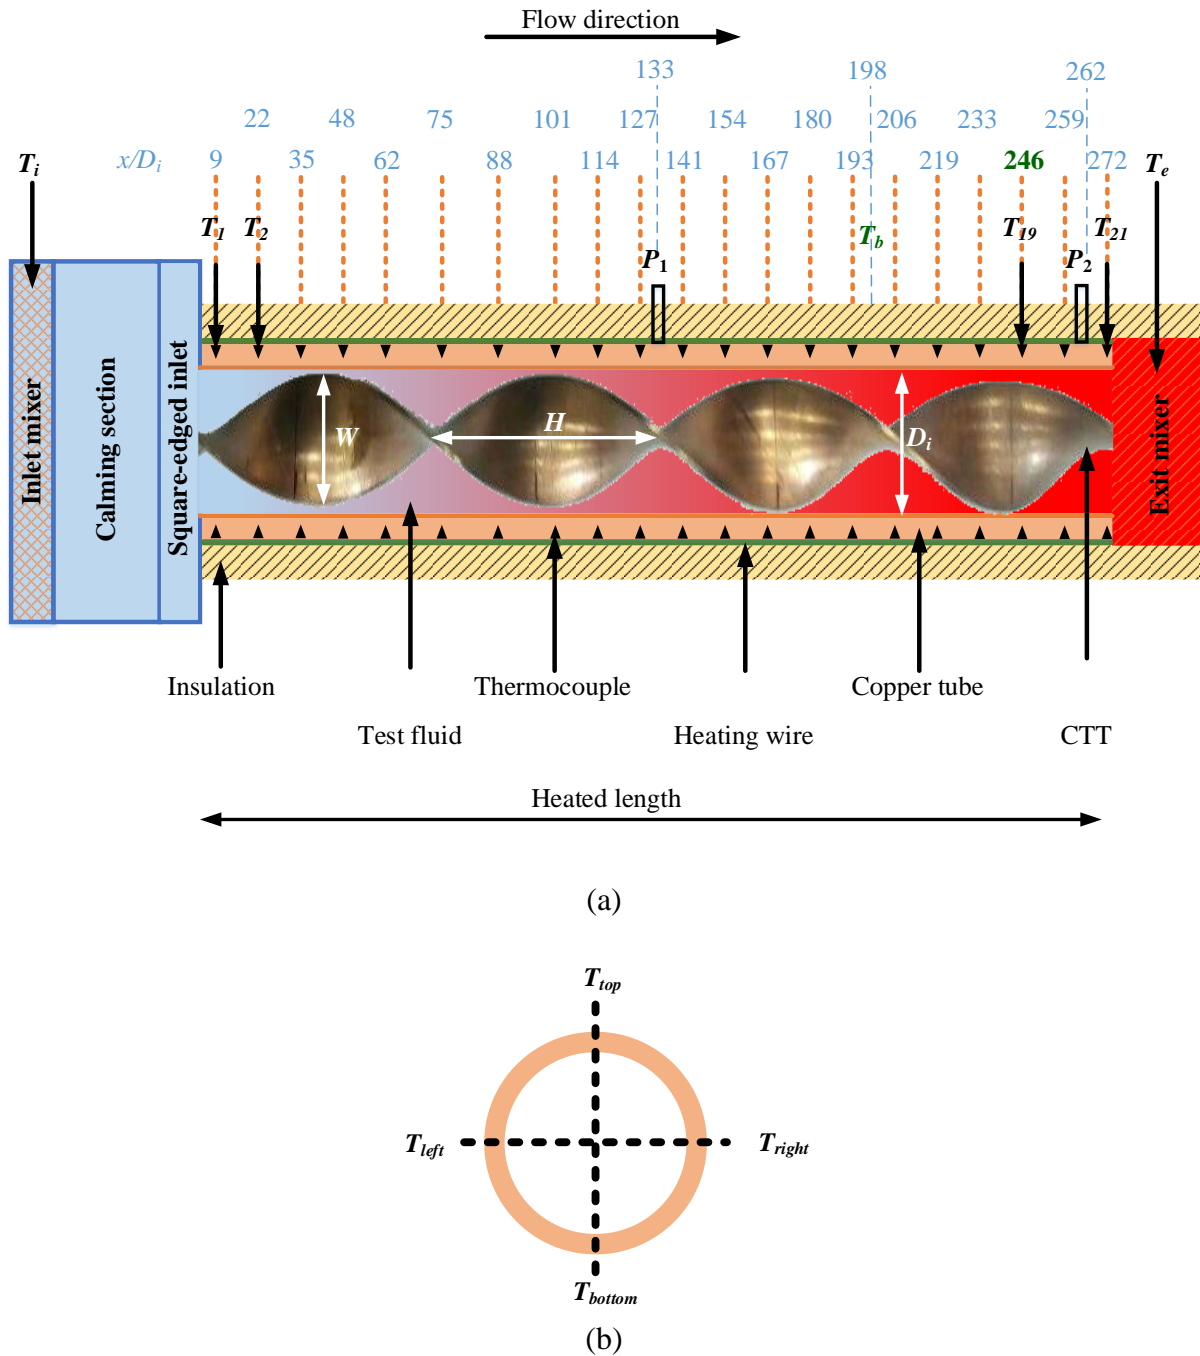 Flow direction
133 198 262
22 48 75 101 127 154 180 206 233 259
T_i x/D_i 9 35 62 88 114 141 167 193 219 246 272 T_e
T_1 T_2 T_b T_19 T_21
P_1 P_2
Inlet mixer
Calming section
Square-edged inlet
W H D_i
Exit mixer
Insulation Thermocouple Copper tube
Test fluid Heating wire CTT
Heated length
(a)
T_top
T_left T_right
T_bottom
(b)